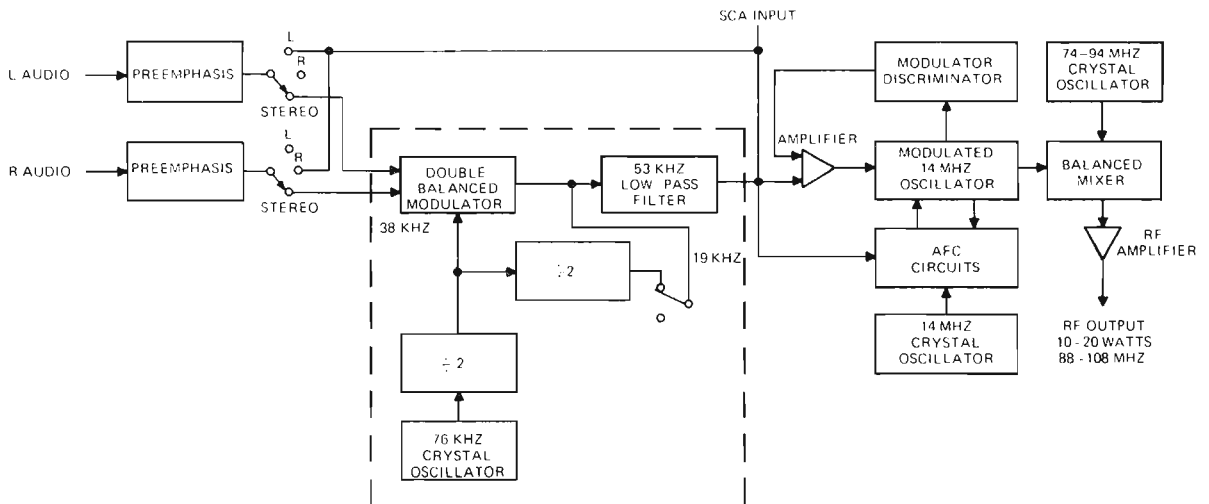 SCA INPUT
L AUDIO
PREEMPHASIS
L
R
STEREO
R AUDIO
PREEMPHASIS
L
R
STEREO
DOUBLE
BALANCED
MODULATOR
38 KHZ
53 KHZ
LOW PASS
FILTER
19 KHZ
÷2
÷2
76 KHZ
CRYSTAL
OSCILLATOR
AMPLIFIER
MODULATOR
DISCRIMINATOR
74-94 MHZ
CRYSTAL
OSCILLATOR
MODULATED
14 MHZ
OSCILLATOR
BALANCED
MIXER
AFC
CIRCUITS
14 MHZ
CRYSTAL
OSCILLATOR
RF
AMPLIFIER
RF OUTPUT
10-20 WATTS
88-108 MHZ